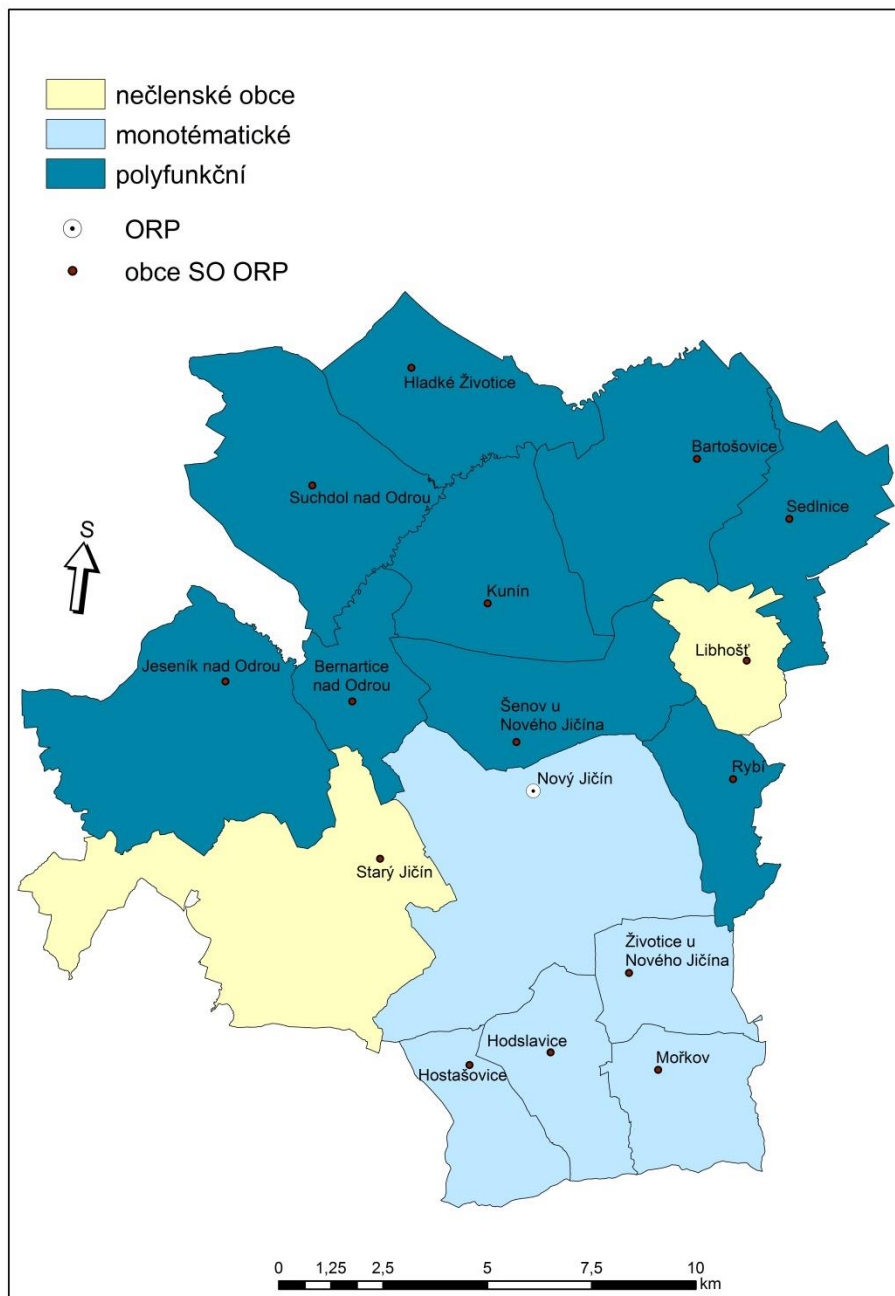 nečlenské obce
monotématické
polyfunkční
ORP
obce SO ORP
Hladké Životice
Bartošovice
Suchdol nad Odrou
Sedlnice
S
Kunín
Libhošť
Jeseník nad Odrou
Bernartice
nad Odrou
Šenov u
Nového Jičína
Rybí
Nový Jičín
Starý Jičín
Životice u
Nového Jičína
Hodslavice
Mořkov
Hostašovice
0 1,25 2,5 5 7,5 10
km